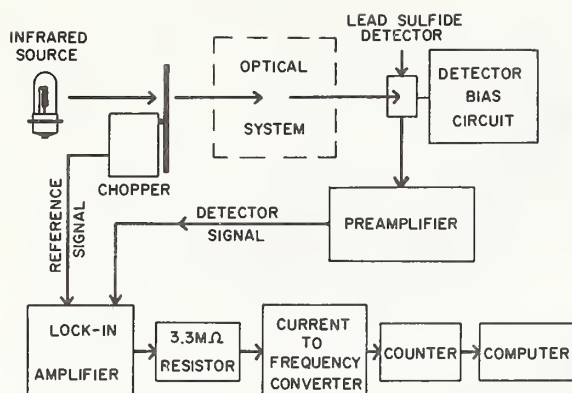 INFRARED
SOURCE
OPTICAL
SYSTEM
LEAD SULFIDE
DETECTOR
DETECTOR
BIAS
CIRCUIT
CHOPPER
REFERENCE
SIGNAL
DETECTOR
SIGNAL
PREAMPLIFIER
LOCK-IN
AMPLIFIER
3.3MΩ
RESISTOR
CURRENT
TO
FREQUENCY
CONVERTER
COUNTER
COMPUTER